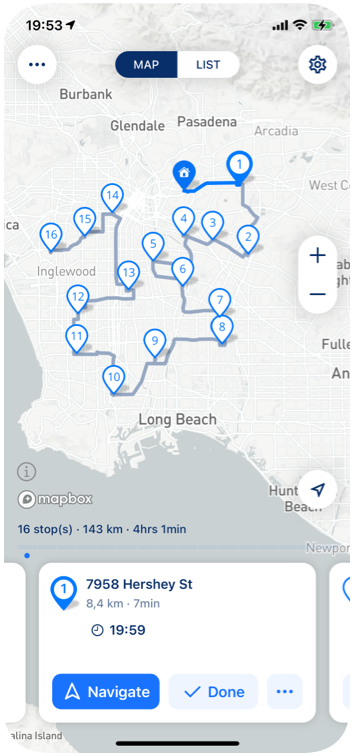 19:53
MAP
LIST
Burbank
Pasadena
Glendale
Arcadia
1
West C
14
15
4
3
16
ica
5
2
Inglewood
13
6
12
7
8
11
9
10
Fulle
An
Long Beach
Hunt
Beach
mapbox
16 stop(s) · 143 km · 4hrs 1min
Newpor
1
7958 Hershey St
8,4 km · 7min
19:59
Navigate
Done
alina Island